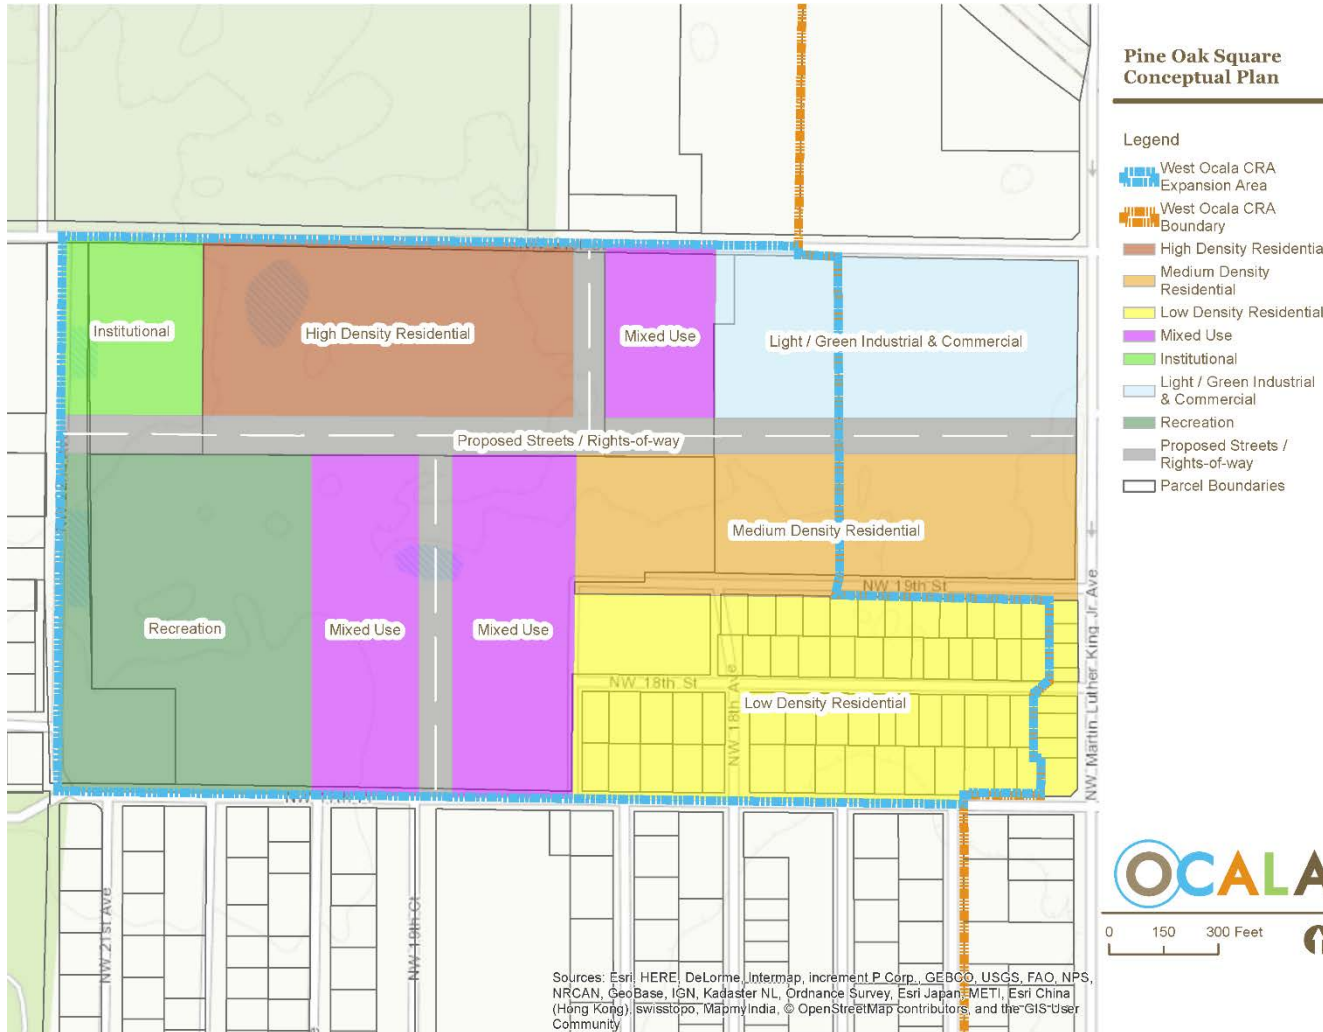 Pine Oak Square
Conceptual Plan
Legend
West Ocala CRA
Expansion Area
West Ocala CRA
Boundary
High Density Residential
Medium Density
Residential
Low Density Residential
Mixed Use
Institutional
Light / Green Industrial
& Commercial
Recreation
Proposed Streets /
Rights-of-way
Parcel Boundaries
Institutional
High Density Residential
Mixed Use
Light / Green Industrial & Commercial
Proposed Streets / Rights-of-way
Medium Density Residential
NW 19th St
Recreation
Mixed Use
Mixed Use
NW 18th St
NW 18th Ave
Low Density Residential
NW Martin Luther King Jr Ave
NW 21st Ave
NW 19th Ct
OCALA
0 150 300 Feet
Sources: Esri, HERE, DeLorme, Intermap, increment P Corp., GEBCO, USGS, FAO, NPS,
NRCAN, GeoBase, IGN, Kadaster NL, Ordnance Survey, Esri Japan, METI, Esri China
(Hong Kong), swisstopo, MapmyIndia, © OpenStreetMap contributors, and the GIS User
Community